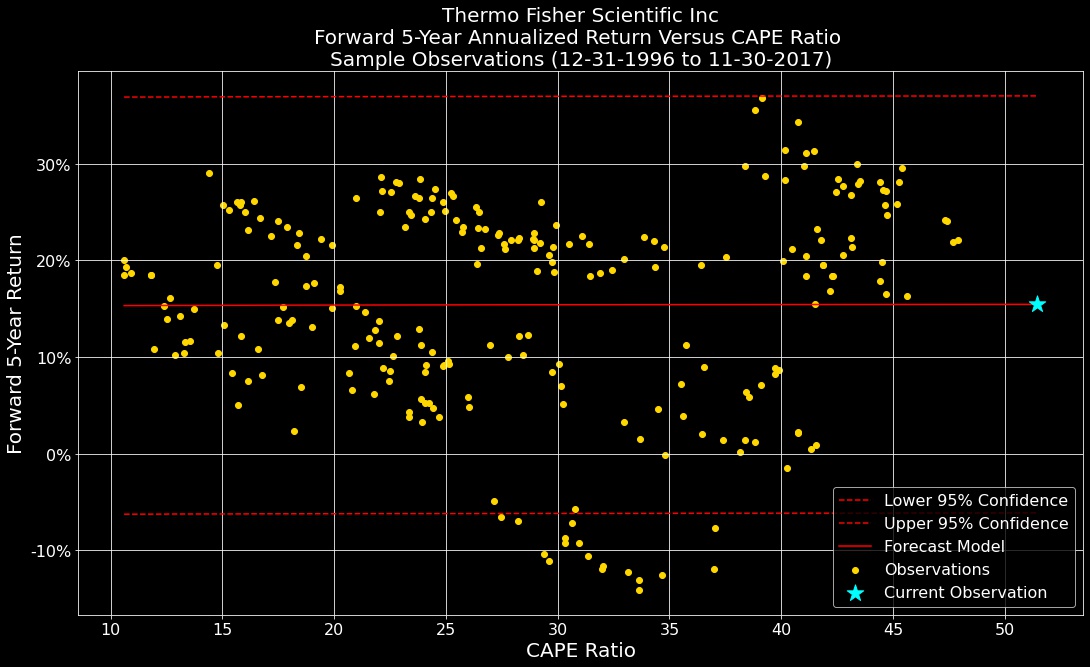 Thermo Fisher Scientific Inc
Forward 5-Year Annualized Return Versus CAPE Ratio
Sample Observations (12-31-1996 to 11-30-2017)
Forward 5-Year Return
30%
20%
10%
0%
-10%
Lower 95% Confidence
Upper 95% Confidence
Forecast Model
Observations
Current Observation
10 15 20 25 30 35 40 45 50
CAPE Ratio